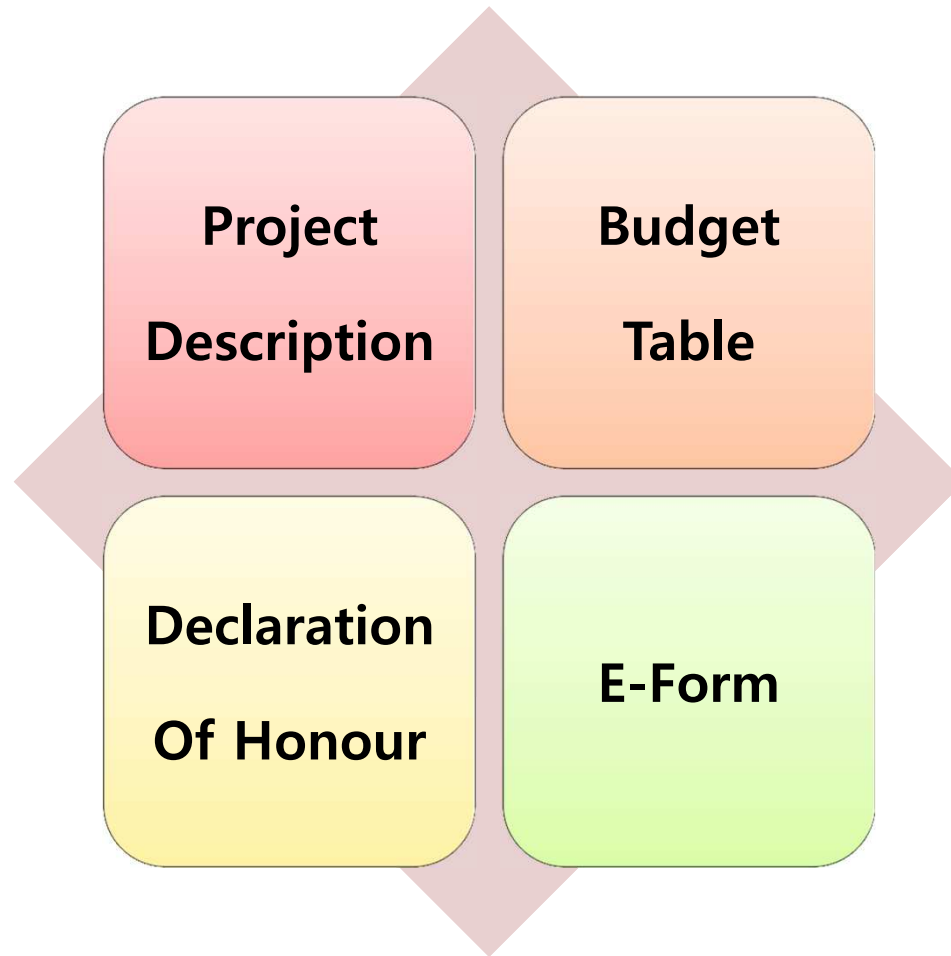 Project
Description
Budget
Table
Declaration
Of Honour
E-Form